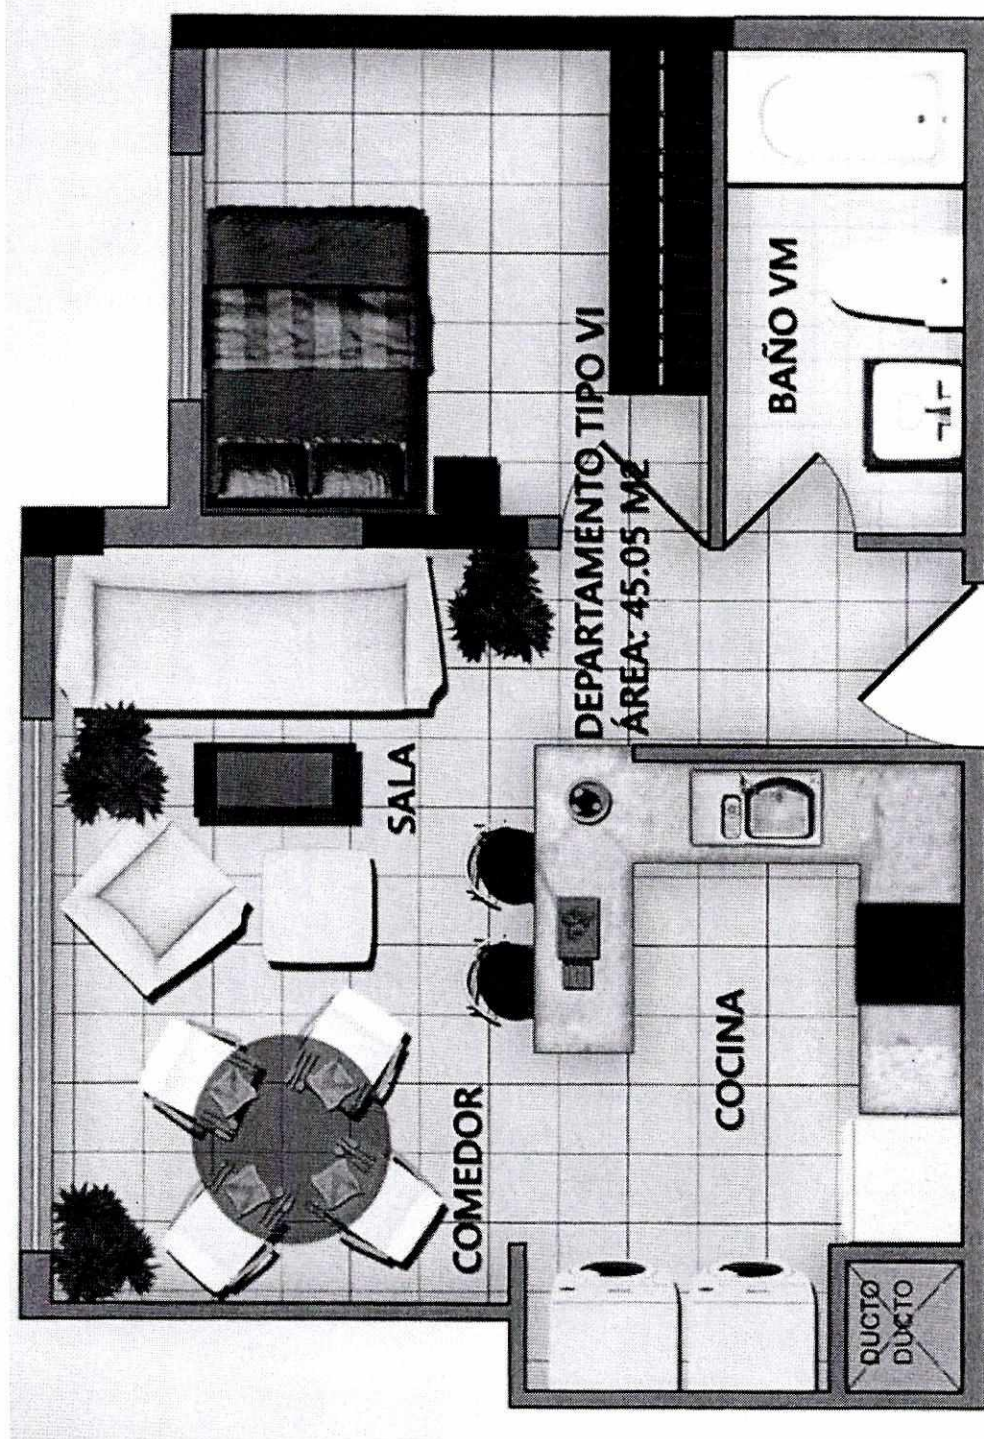 SALA
COMEDOR
DEPARTAMENTO TIPO VI
ÁREA: 45.05 M2
COCINA
BAÑO VM
DUCTO
DUCTO